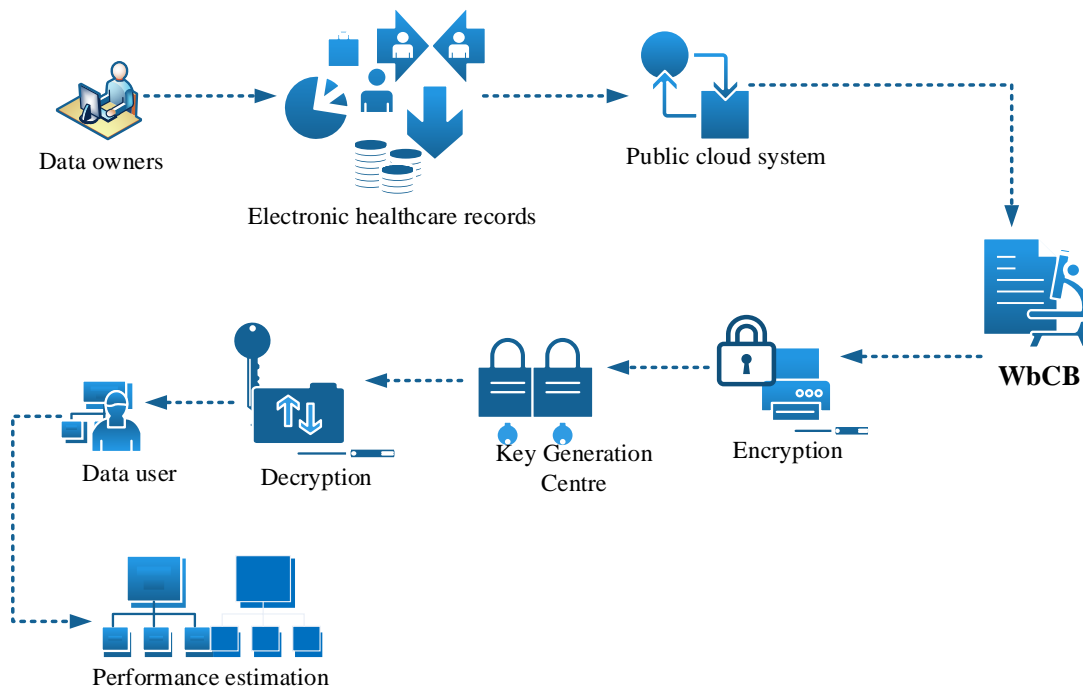 Data owners
Electronic healthcare records
Public cloud system
WbCB
Encryption
Key Generation
Centre
Decryption
Data user
Performance estimation